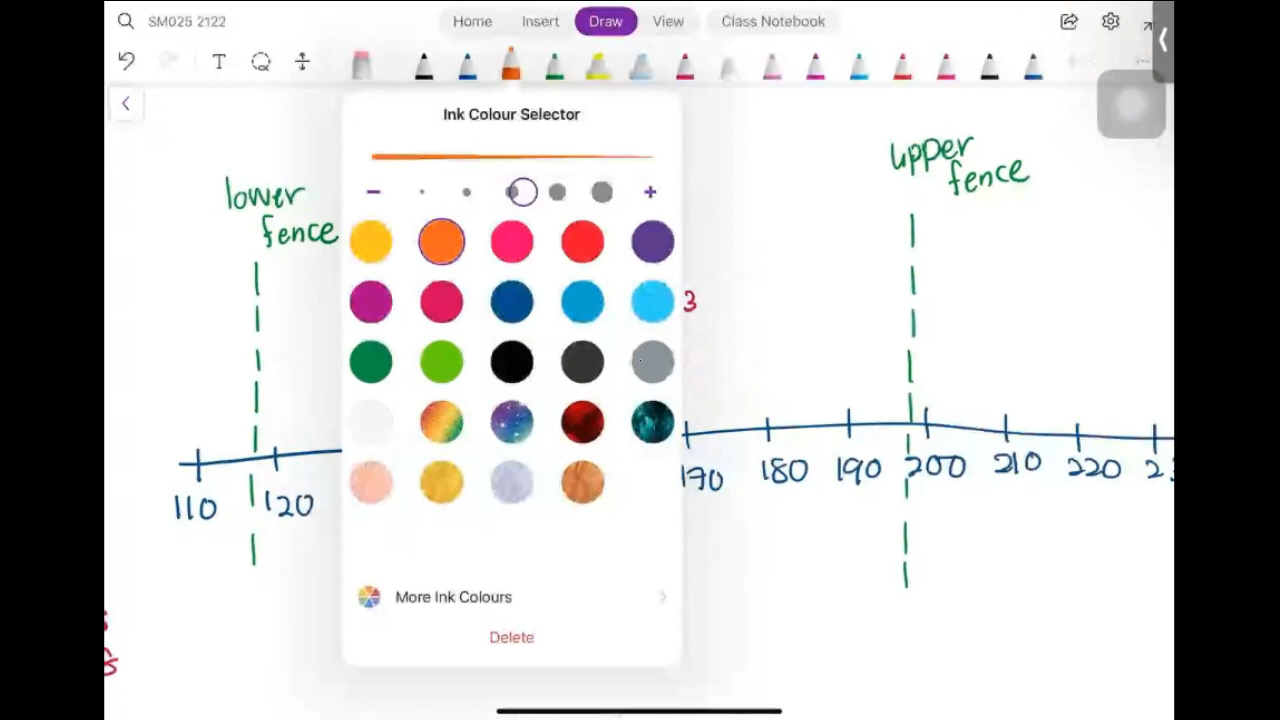 SM025 2122
Home Insert Draw View Class Notebook
T
Ink Colour Selector
upper
fence
lower
fence
3
110 120 170 180 190 200 210 220
More Ink Colours
Delete